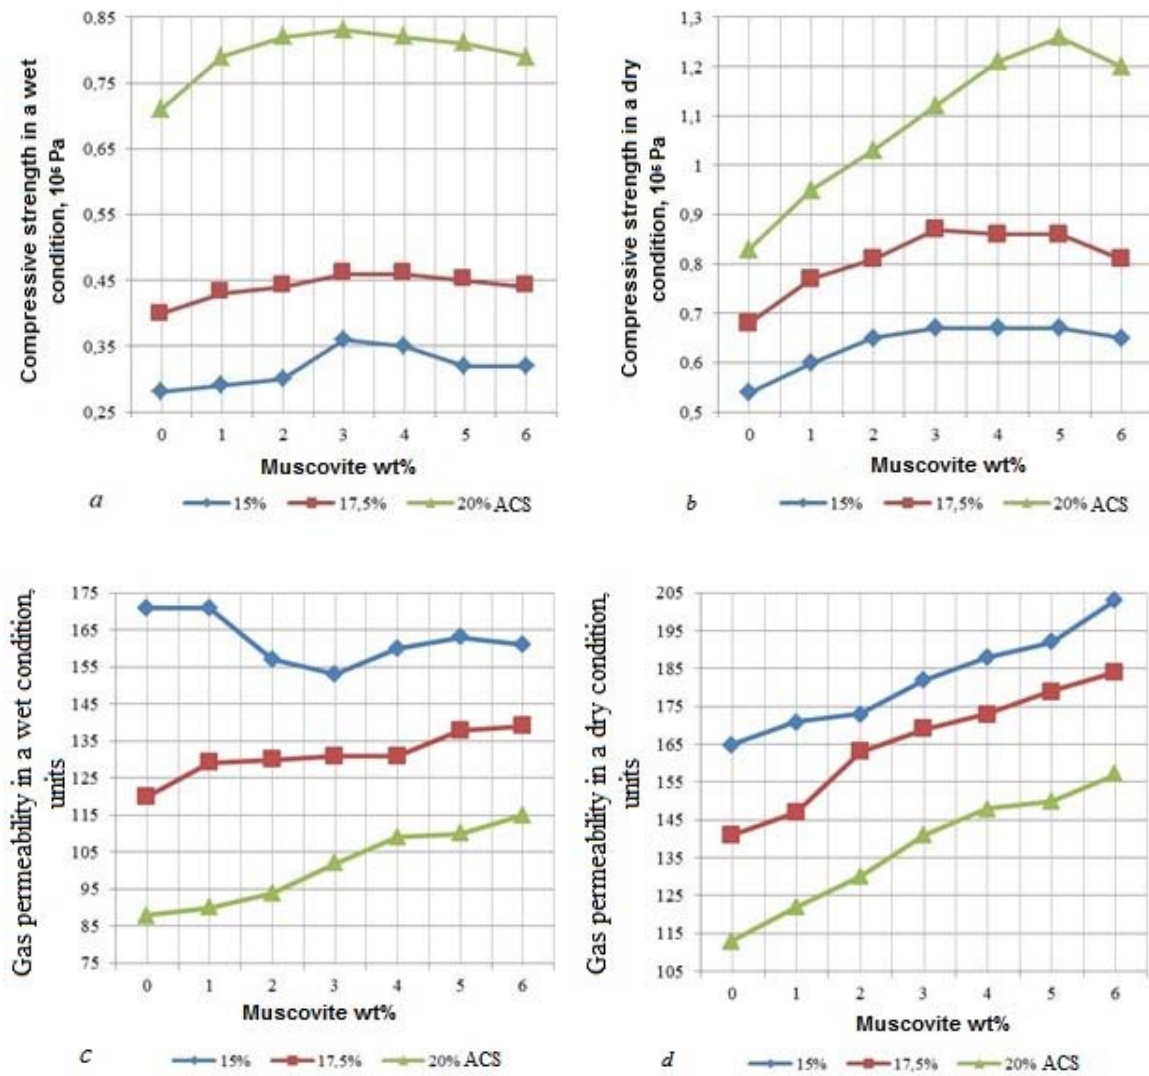 Compressive strength in a wet
condition, 10⁶ Pa
0,85
0,75
0,65
0,55
0,45
0,35
0,25
0 1 2 3 4 5 6
Muscovite wt%
a 15% 17,5% 20% ACS
Compressive strength in a dry
condition, 10⁶ Pa
1,3
1,2
1,1
1
0,9
0,8
0,7
0,6
0,5
0 1 2 3 4 5 6
Muscovite wt%
b 15% 17,5% 20% ACS
Gas permeability in a wet condition,
units
175
165
155
145
135
125
115
105
95
85
75
0 1 2 3 4 5 6
Muscovite wt%
c 15% 17,5% 20% ACS
Gas permeability in a dry condition,
units
205
195
185
175
165
155
145
135
125
115
105
0 1 2 3 4 5 6
Muscovite wt%
d 15% 17,5% 20% ACS